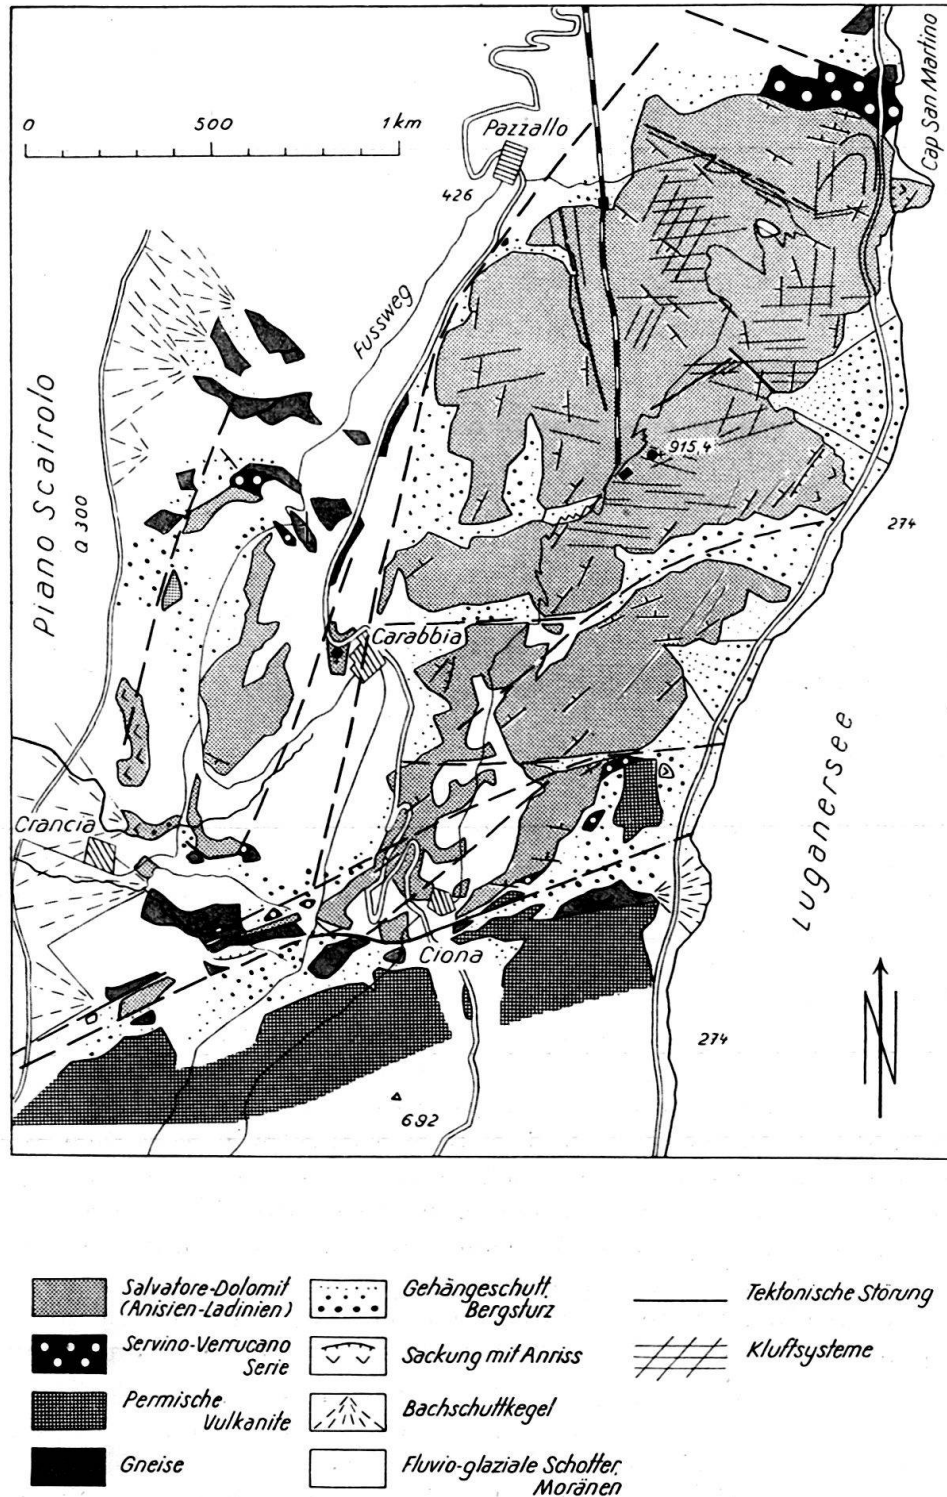 0 500 1 km
Pazzallo
426
Cap San Martino
Fussweg
Piano Scairolo
a 300
915,4
274
Carabbia
Luganersee
Grancia
Ciona
274
692
N
Salvatore-Dolomit
(Anisien-Ladinien)
Servino-Verrucano
Serie
Permische
Vulkanite
Gneise
Gehängeschutt,
Bergsturz
Sackung mit Anriss
Bachschuttkegel
Fluvio-glaziale Schotter,
Moränen
Tektonische Störung
Kluftsysteme